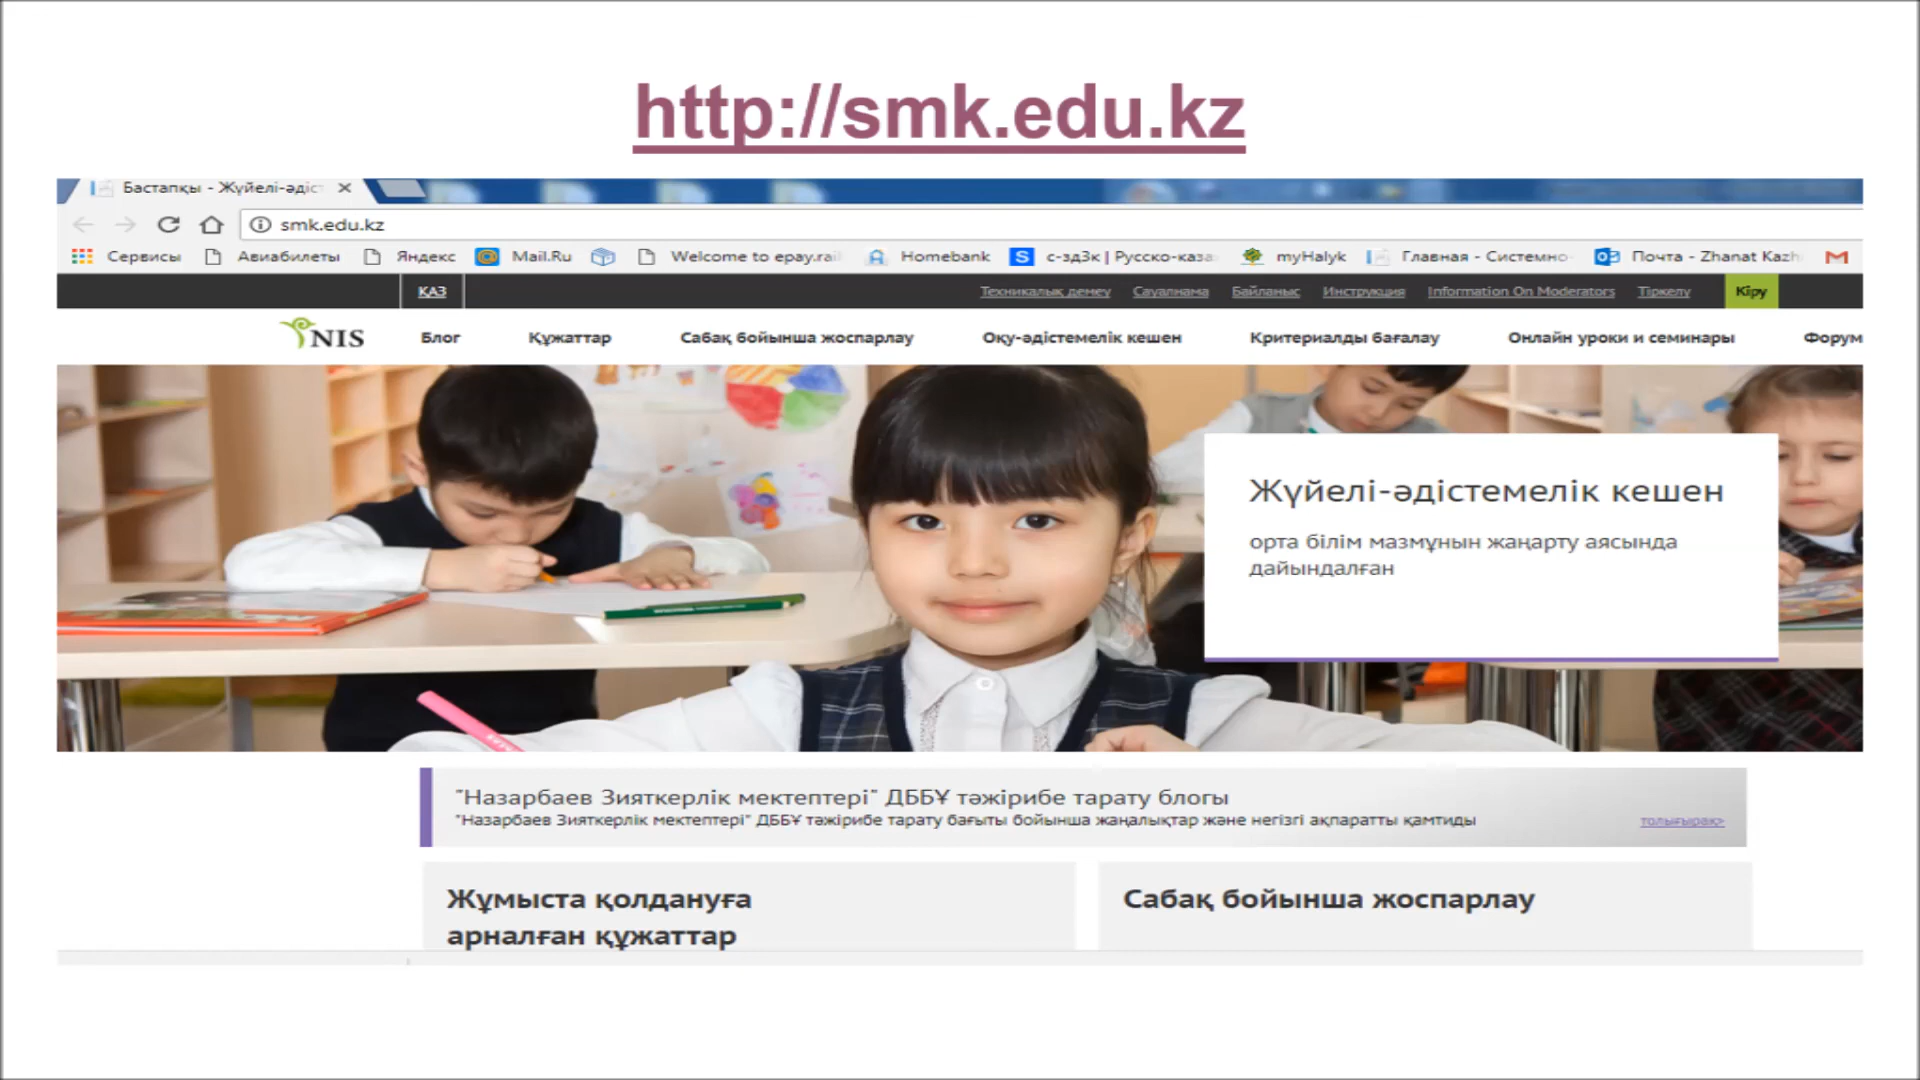 http://smk.edu.kz
Бастапқы - Жүйелі-әдіст
smk.edu.kz
Сервисы Авиабилеты Яндекс Mail.Ru Welcome to epay.rail Homebank S с-здЗк | Русско-каза myHalyk Главная - Системно- Почта - Zhanat Kazh
ҚАЗ Техникалық демеу Сауалнама Байланыс Инструкция Information On Moderators Тіркелу Кіру
NIS Блог Құжаттар Сабақ бойынша жоспарлау Оқу-әдістемелік кешен Критериалды бағалау Онлайн уроки и семинары Форум
Жүйелі-әдістемелік кешен
орта білім мазмұнын жаңарту аясында
дайындалған
"Назарбаев Зияткерлік мектептері" ДББҰ тәжірибе тарату блогы
"Назарбаев Зияткерлік мектептері" ДББҰ тәжірибе тарату бағыты бойынша жаңалықтар және негізгі ақпаратты қамтиды толығырақ>
Жұмыста қолдануға
арналған құжаттар
Сабақ бойынша жоспарлау